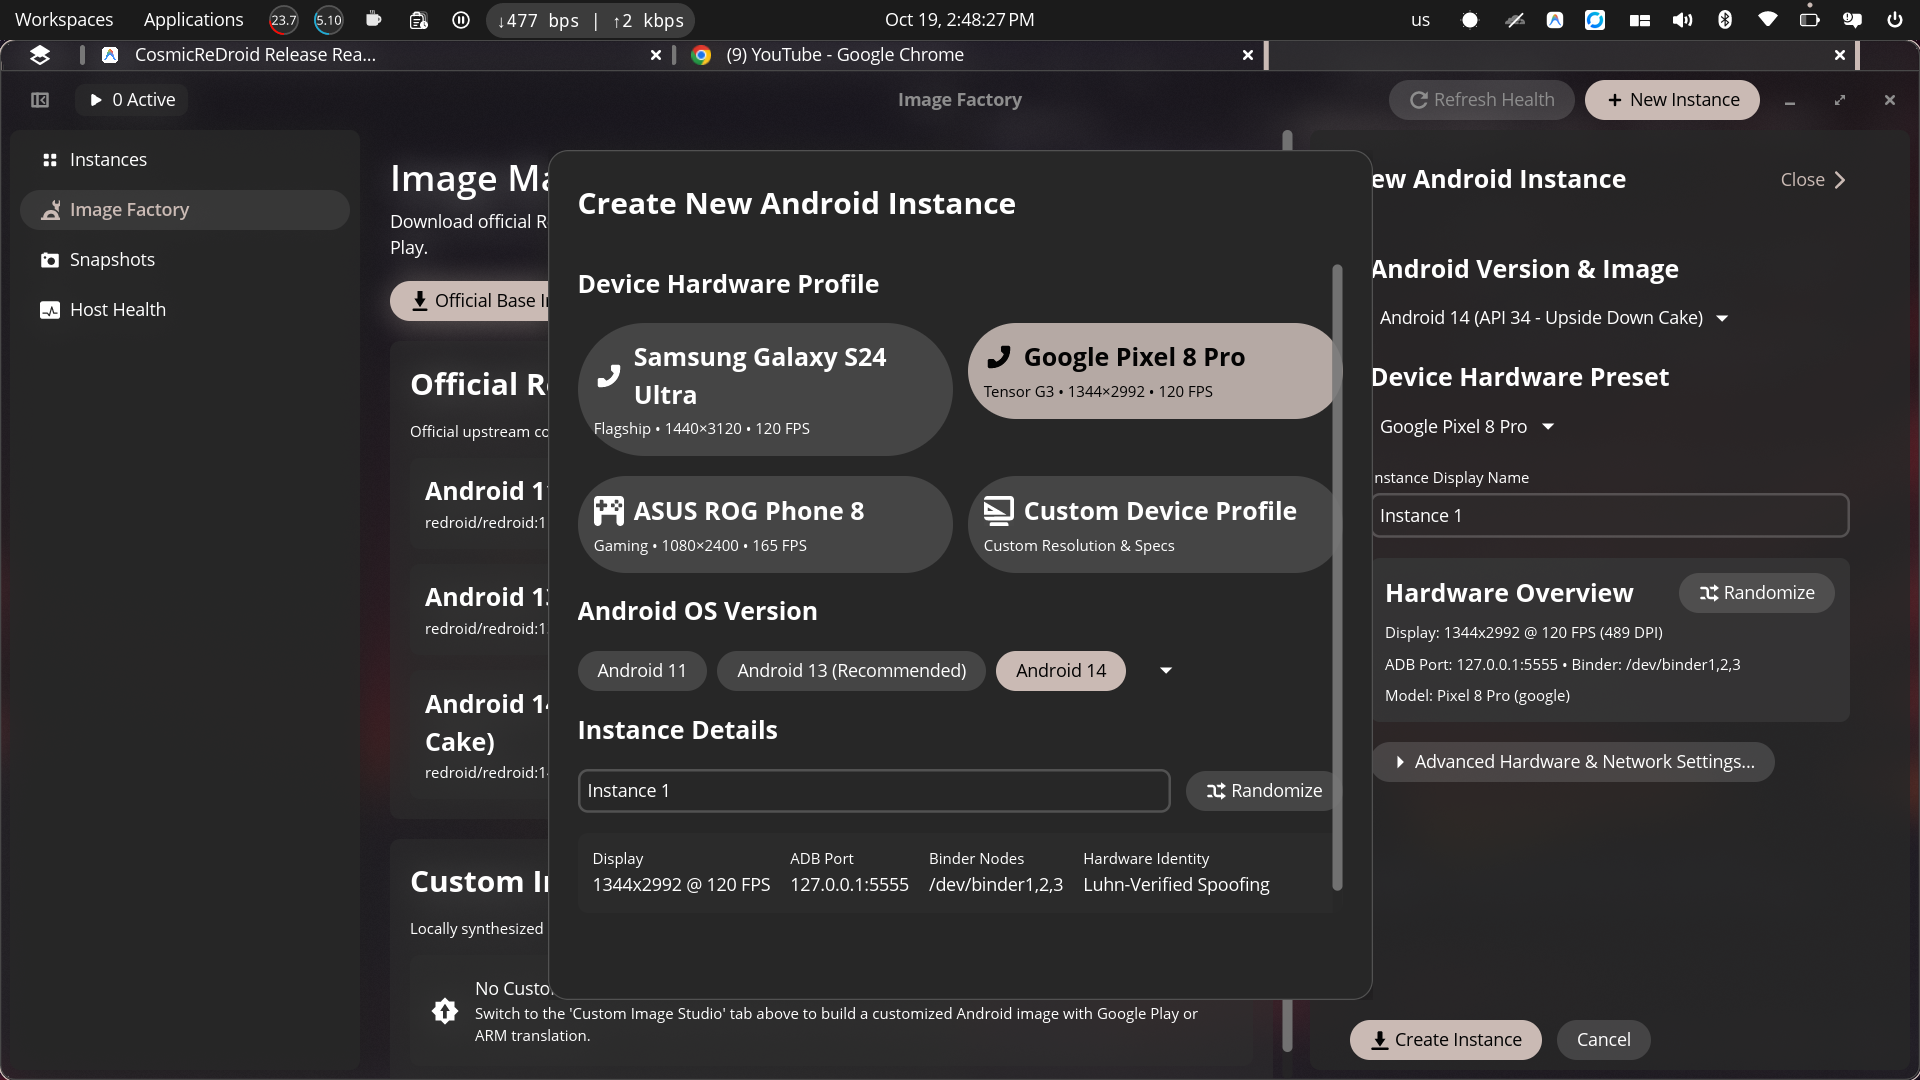 Workspaces Applications 23.7 5.10 ↓477 bps | ↑2 kbps Oct 19, 2:48:27 PM us
CosmicReDroid Release Rea... (9) YouTube - Google Chrome
0 Active Image Factory Refresh Health + New Instance
Instances
Image Factory
Snapshots
Host Health
Image Ma
Download official R
Play.
Official Base
Official R
Official upstream co
Android 1
redroid/redroid:1
Android 1
redroid/redroid:1
Android 1
Cake)
redroid/redroid:1
Custom
Locally synthesized
No Custo
Switch to the 'Custom Image Studio' tab above to build a customized Android image with Google Play or
ARM translation.
Create New Android Instance
Device Hardware Profile
Samsung Galaxy S24
Ultra
Flagship • 1440×3120 • 120 FPS
Google Pixel 8 Pro
Tensor G3 • 1344×2992 • 120 FPS
ASUS ROG Phone 8
Gaming • 1080×2400 • 165 FPS
Custom Device Profile
Custom Resolution & Specs
Android OS Version
Android 11 Android 13 (Recommended) Android 14
Instance Details
Instance 1 Randomize
Display ADB Port Binder Nodes Hardware Identity
1344x2992 @ 120 FPS 127.0.0.1:5555 /dev/binder1,2,3 Luhn-Verified Spoofing
ew Android Instance Close
Android Version & Image
Android 14 (API 34 - Upside Down Cake)
Device Hardware Preset
Google Pixel 8 Pro
nstance Display Name
Instance 1
Hardware Overview Randomize
Display: 1344x2992 @ 120 FPS (489 DPI)
ADB Port: 127.0.0.1:5555 • Binder: /dev/binder1,2,3
Model: Pixel 8 Pro (google)
Advanced Hardware & Network Settings...
Create Instance Cancel